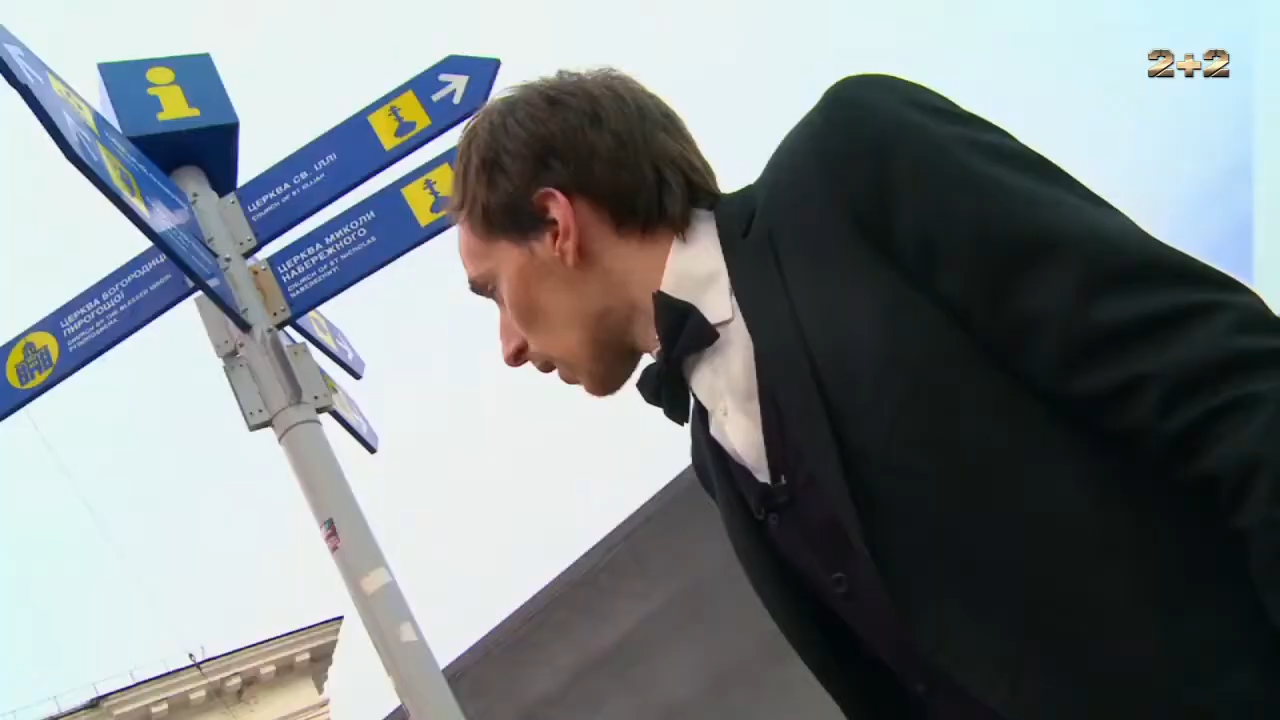 2+2
i
ЦЕРКВА СВ. ІЛЛІ
CHURCH OF ST ELIJAH
ЦЕРКВА МИКОЛИ
НАБЕРЕЖНОГО
CHURCH OF ST NICHOLAS
NABEREZHNYI
ЦЕРКВА БОГОРОДИЦІ
ПИРОГОЩОЇ
CHURCH OF THE BLESSED VIRGIN
PYROHOSHCHA